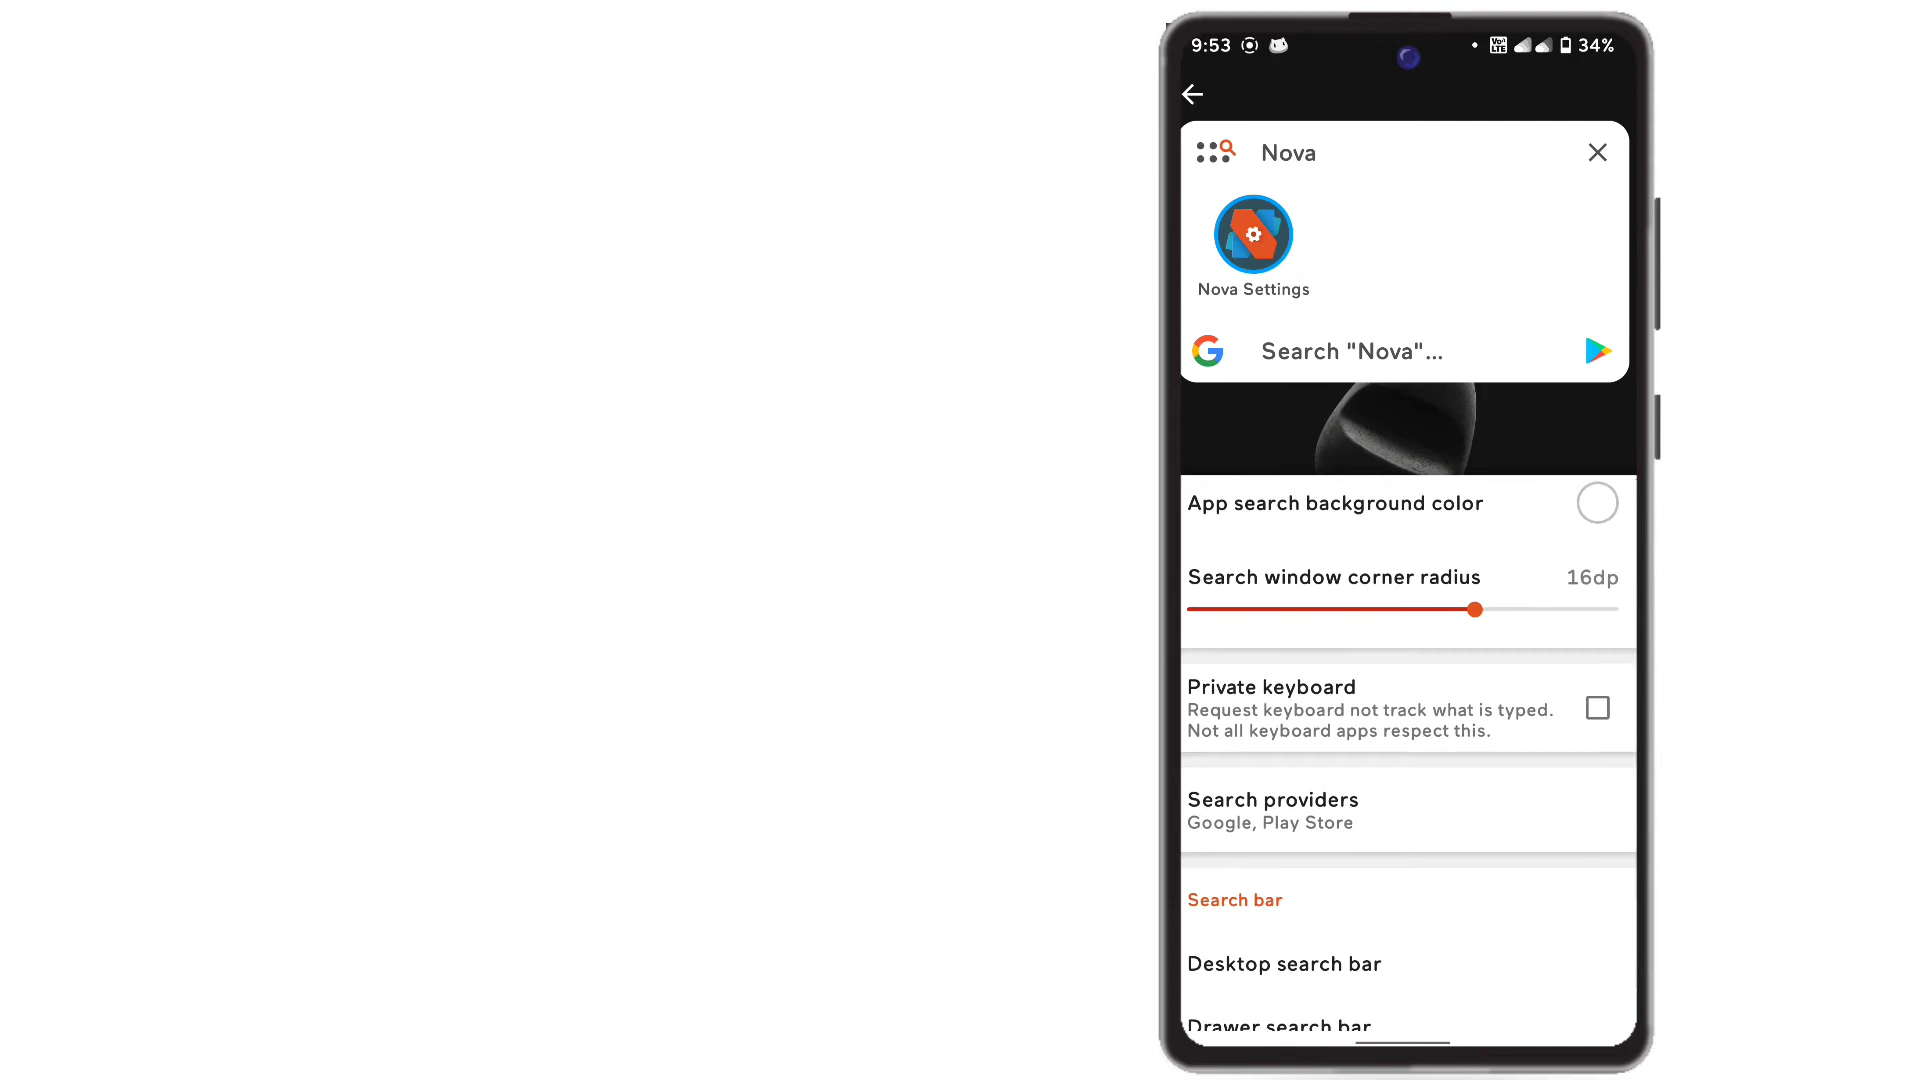 9:53
VoLTE
34%
Nova
Nova Settings
Search "Nova"...
App search background color
Search window corner radius 16dp
Private keyboard
Request keyboard not track what is typed.
Not all keyboard apps respect this.
Search providers
Google, Play Store
Search bar
Desktop search bar
Drawer search bar